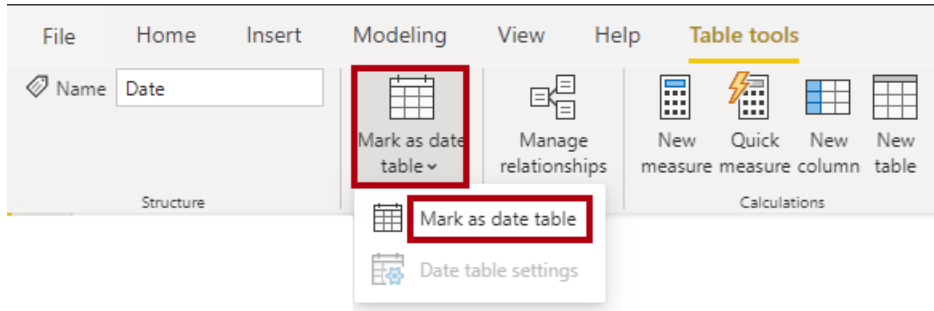 File Home Insert Modeling View Help Table tools
Name Date
Mark as date
table
Manage
relationships
New
measure
Quick
measure
New
column
New
table
Structure
Calculations
Mark as date table
Date table settings